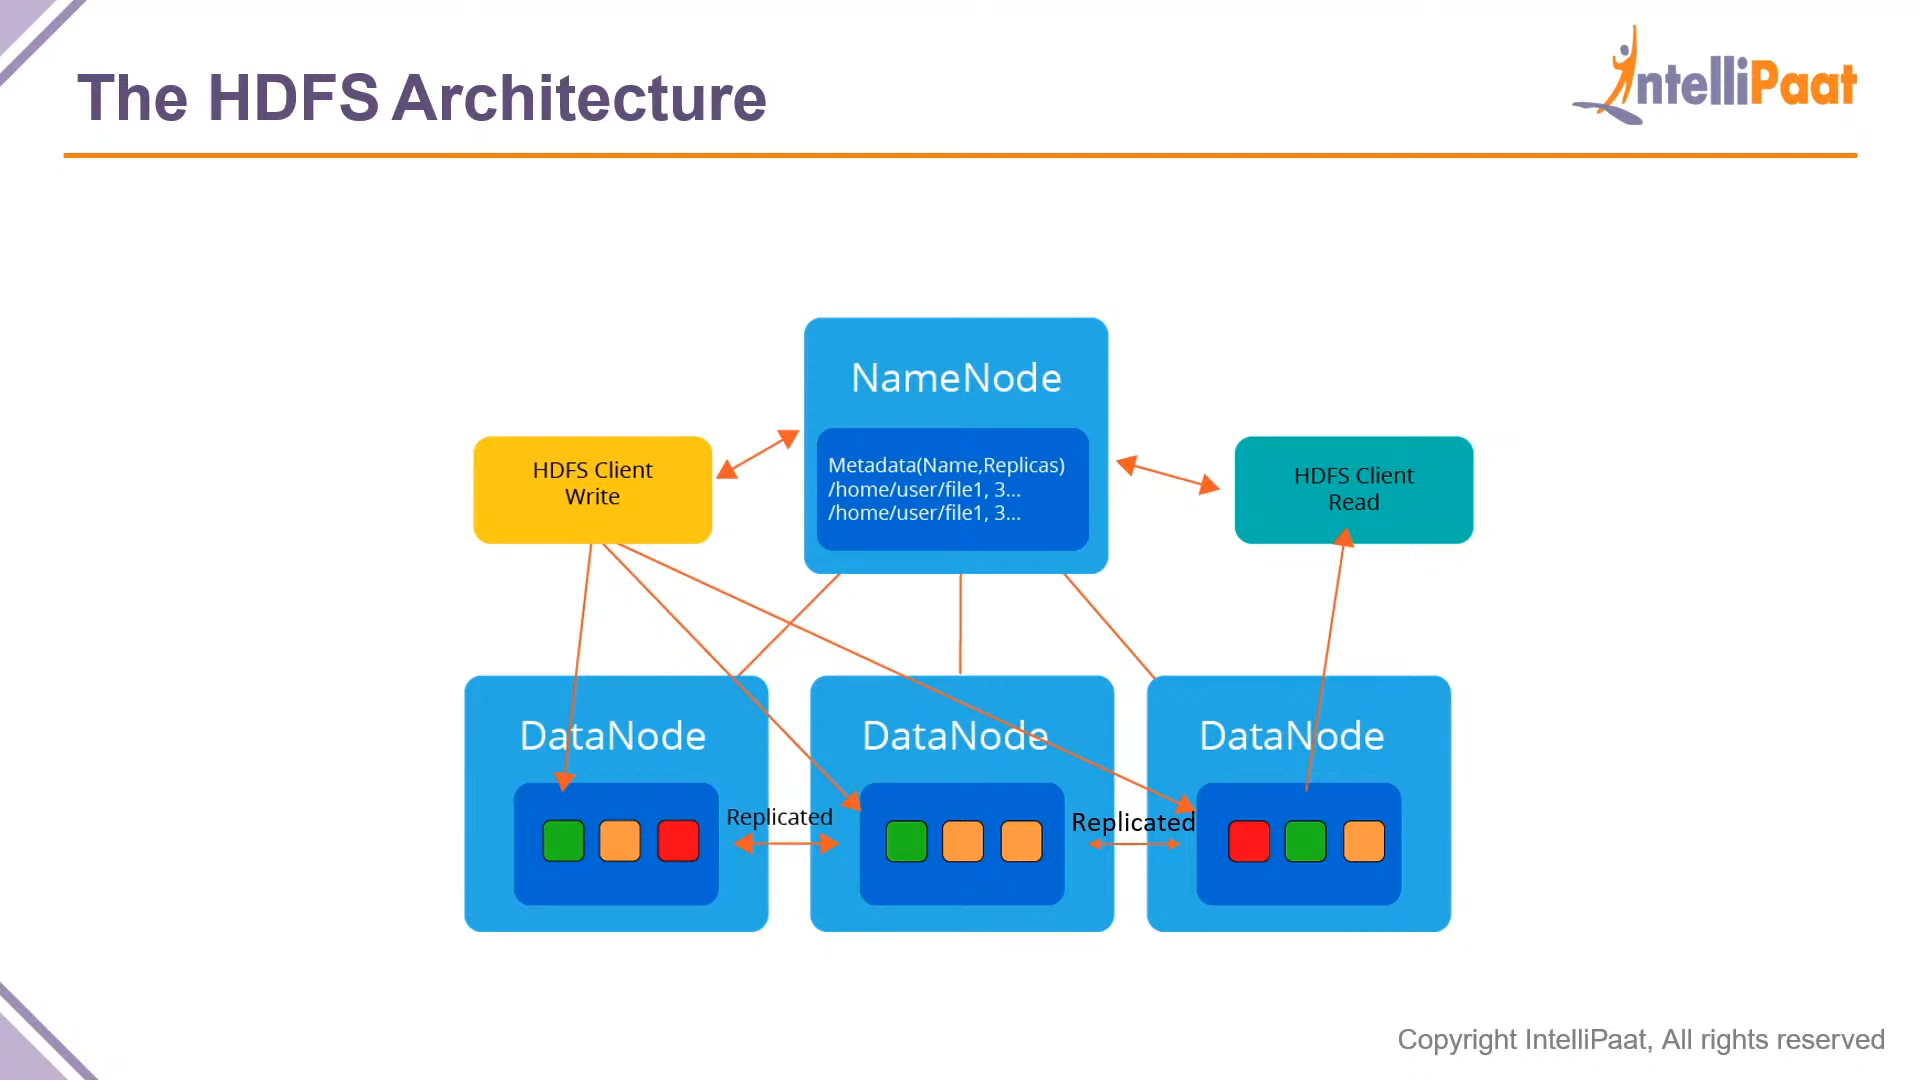 The HDFS Architecture
IntelliPaat
NameNode
Metadata(Name,Replicas)
/home/user/file1, 3...
/home/user/file1, 3...
HDFS Client
Write
HDFS Client
Read
DataNode
DataNode
DataNode
Replicated
Replicated
Copyright IntelliPaat, All rights reserved